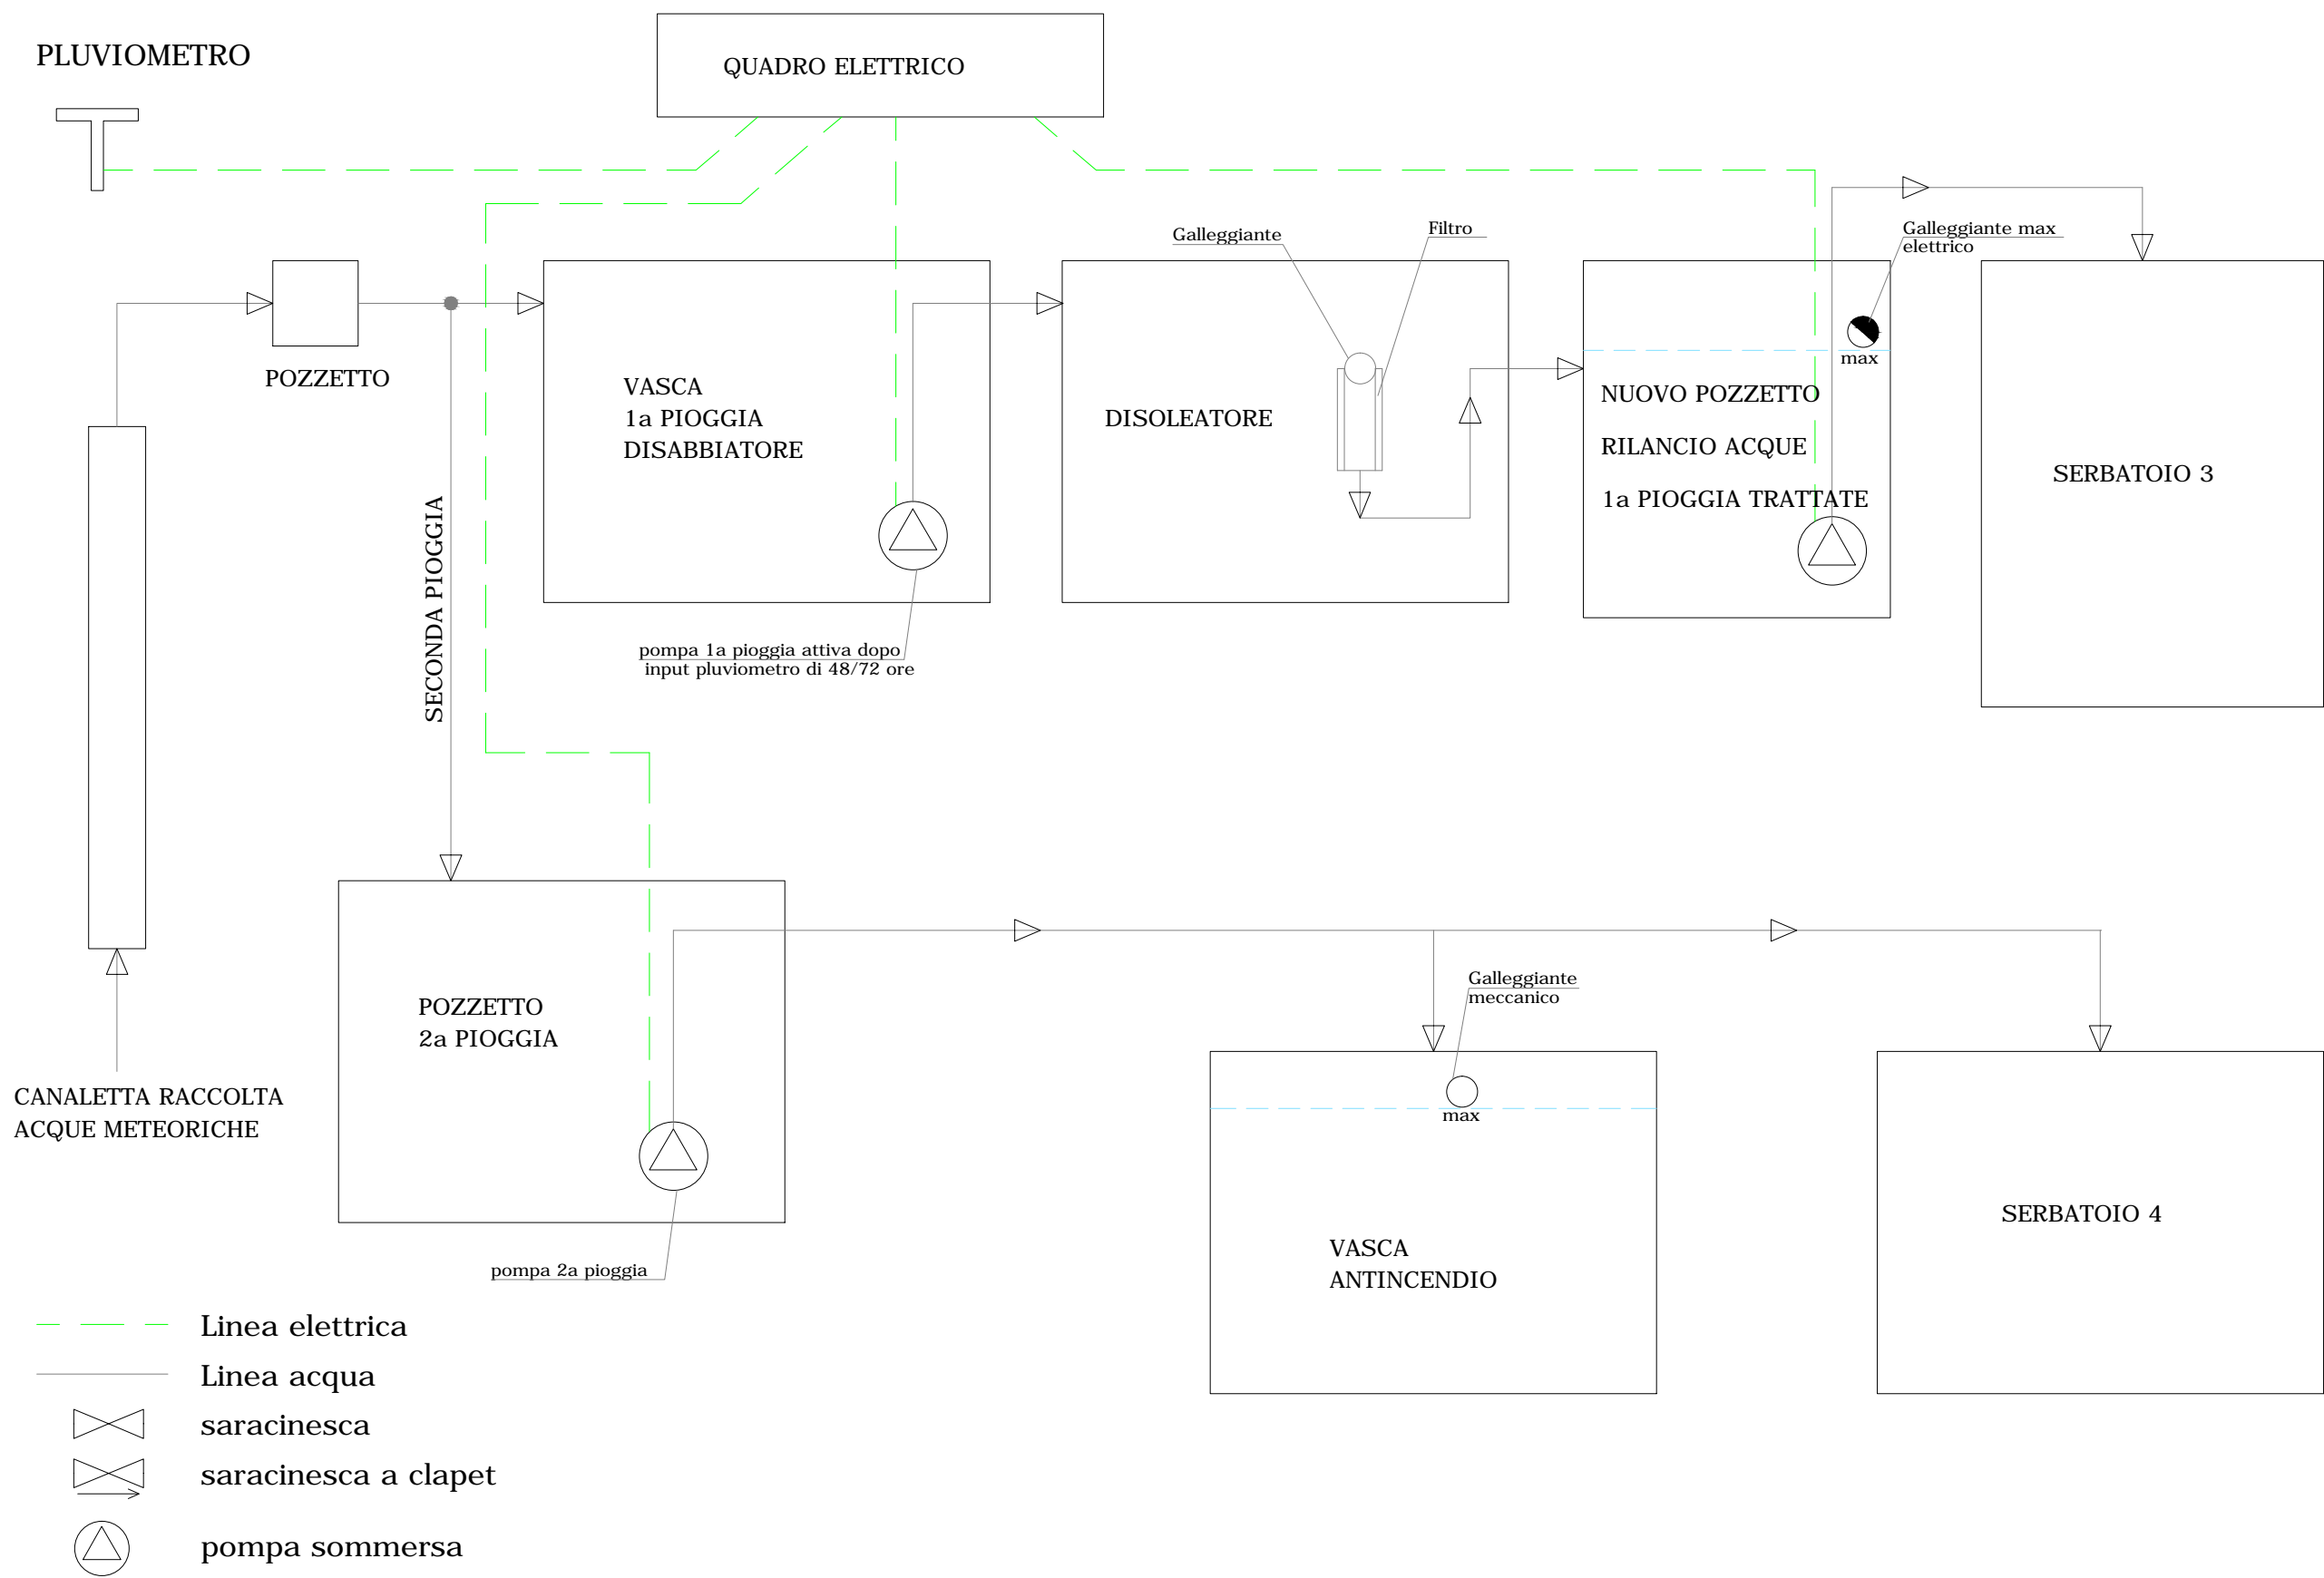 PLUVIOMETRO
QUADRO ELETTRICO
Galleggiante
Filtro
Galleggiante max
elettrico
POZZETTO
VASCA
1a PIOGGIA
DISABBIATORE
DISOLEATORE
max
NUOVO POZZETTO
RILANCIO ACQUE
1a PIOGGIA TRATTATE
SERBATOIO 3
SECONDA PIOGGIA
pompa 1a pioggia attiva dopo
input pluviometro di 48/72 ore
POZZETTO
2a PIOGGIA
Galleggiante
meccanico
max
CANALETTA RACCOLTA
ACQUE METEORICHE
VASCA
ANTINCENDIO
SERBATOIO 4
pompa 2a pioggia
Linea elettrica
Linea acqua
saracinesca
saracinesca a clapet
pompa sommersa